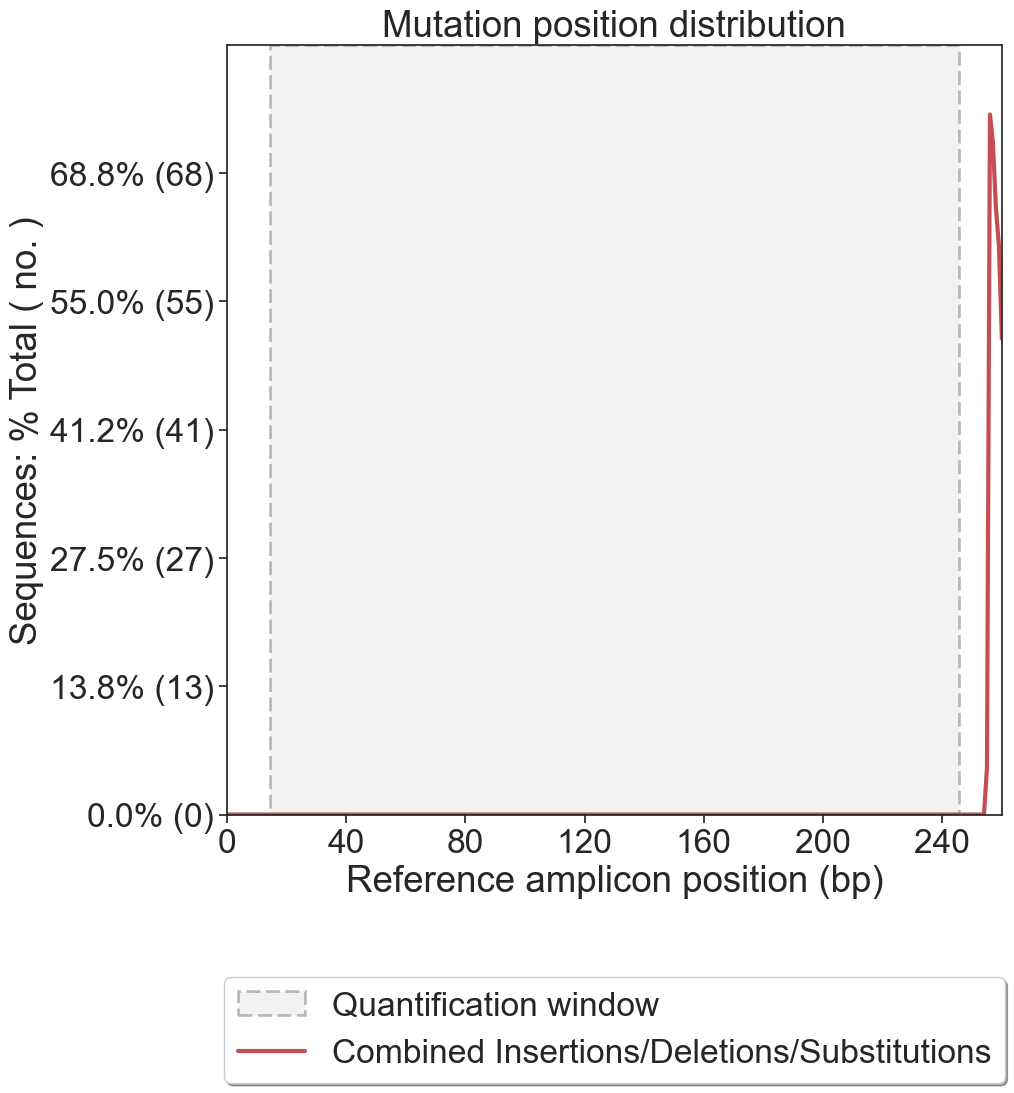 Mutation position distribution
Sequences: % Total ( no. )
68.8% (68)
55.0% (55)
41.2% (41)
27.5% (27)
13.8% (13)
0.0% (0)
0 40 80 120 160 200 240
Reference amplicon position (bp)
Quantification window
Combined Insertions/Deletions/Substitutions